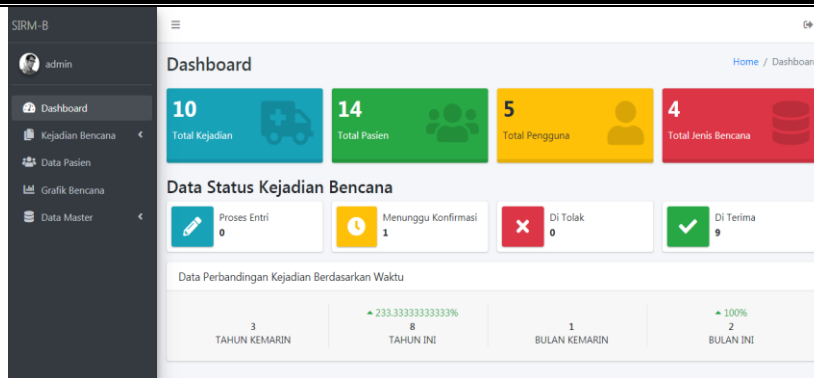 SIRM-B
admin
Dashboard
Kejadian Bencana
Data Pasien
Grafik Bencana
Data Master
Dashboard
Home / Dashboar
10
Total Kejadian
14
Total Pasien
5
Total Pengguna
4
Total Jenis Bencana
Data Status Kejadian Bencana
Proses Entri
0
Menunggu Konfirmasi
1
Di Tolak
0
Di Terima
9
Data Perbandingan Kejadian Berdasarkan Waktu
3
TAHUN KEMARIN
233.33333333333%
8
TAHUN INI
1
BULAN KEMARIN
100%
2
BULAN INI